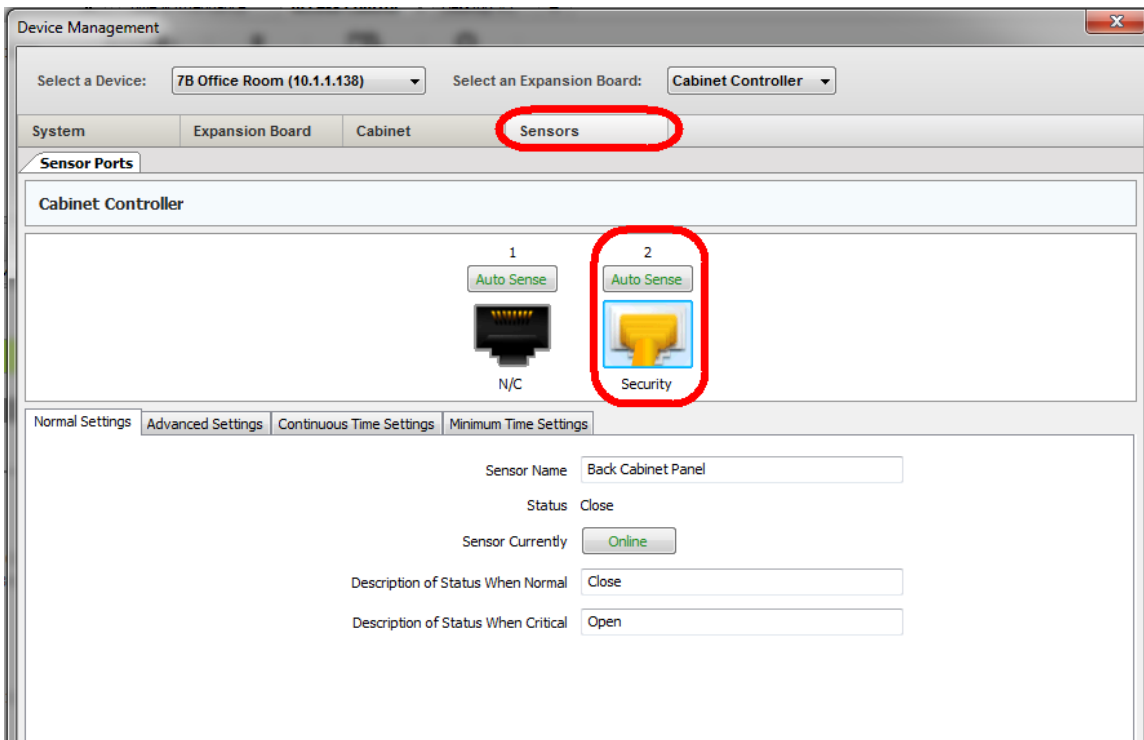 Device Management
Select a Device: 7B Office Room (10.1.1.138) Select an Expansion Board: Cabinet Controller
System Expansion Board Cabinet Sensors
Sensor Ports
Cabinet Controller
1 2
Auto Sense Auto Sense
N/C Security
Normal Settings Advanced Settings Continuous Time Settings Minimum Time Settings
Sensor Name Back Cabinet Panel
Status Close
Sensor Currently Online
Description of Status When Normal Close
Description of Status When Critical Open